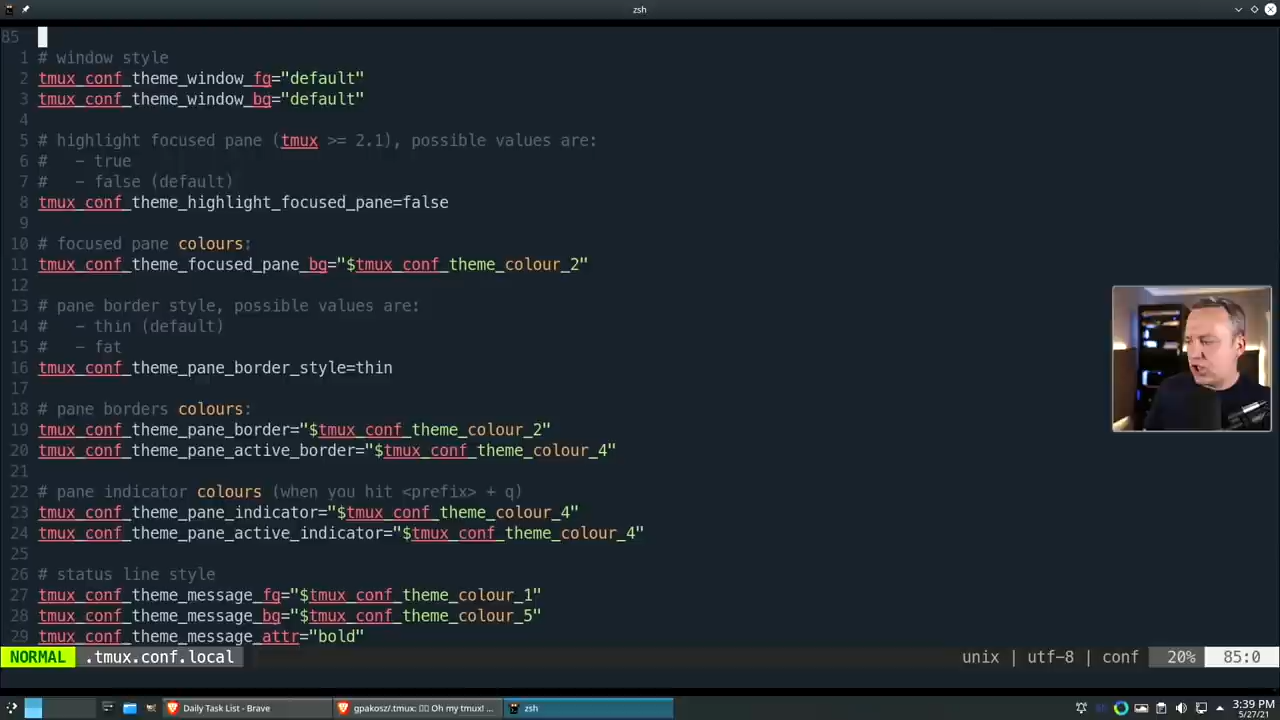 zsh
85
1 # window style
2 tmux_conf_theme_window_fg="default"
3 tmux_conf_theme_window_bg="default"
4
5 # highlight focused pane (tmux >= 2.1), possible values are:
6 #   - true
7 #   - false (default)
8 tmux_conf_theme_highlight_focused_pane=false
9
10 # focused pane colours:
11 tmux_conf_theme_focused_pane_bg="$tmux_conf_theme_colour_2"
12
13 # pane border style, possible values are:
14 #   - thin (default)
15 #   - fat
16 tmux_conf_theme_pane_border_style=thin
17
18 # pane borders colours:
19 tmux_conf_theme_pane_border="$tmux_conf_theme_colour_2"
20 tmux_conf_theme_pane_active_border="$tmux_conf_theme_colour_4"
21
22 # pane indicator colours (when you hit <prefix> + q)
23 tmux_conf_theme_pane_indicator="$tmux_conf_theme_colour_4"
24 tmux_conf_theme_pane_active_indicator="$tmux_conf_theme_colour_4"
25
26 # status line style
27 tmux_conf_theme_message_fg="$tmux_conf_theme_colour_1"
28 tmux_conf_theme_message_bg="$tmux_conf_theme_colour_5"
29 tmux_conf_theme_message_attr="bold"
NORMAL .tmux.conf.local unix | utf-8 | conf 20% 85:0
Daily Task List - Brave gpakosz/.tmux: Oh my tmux! ... zsh 3:39 PM
5/27/21